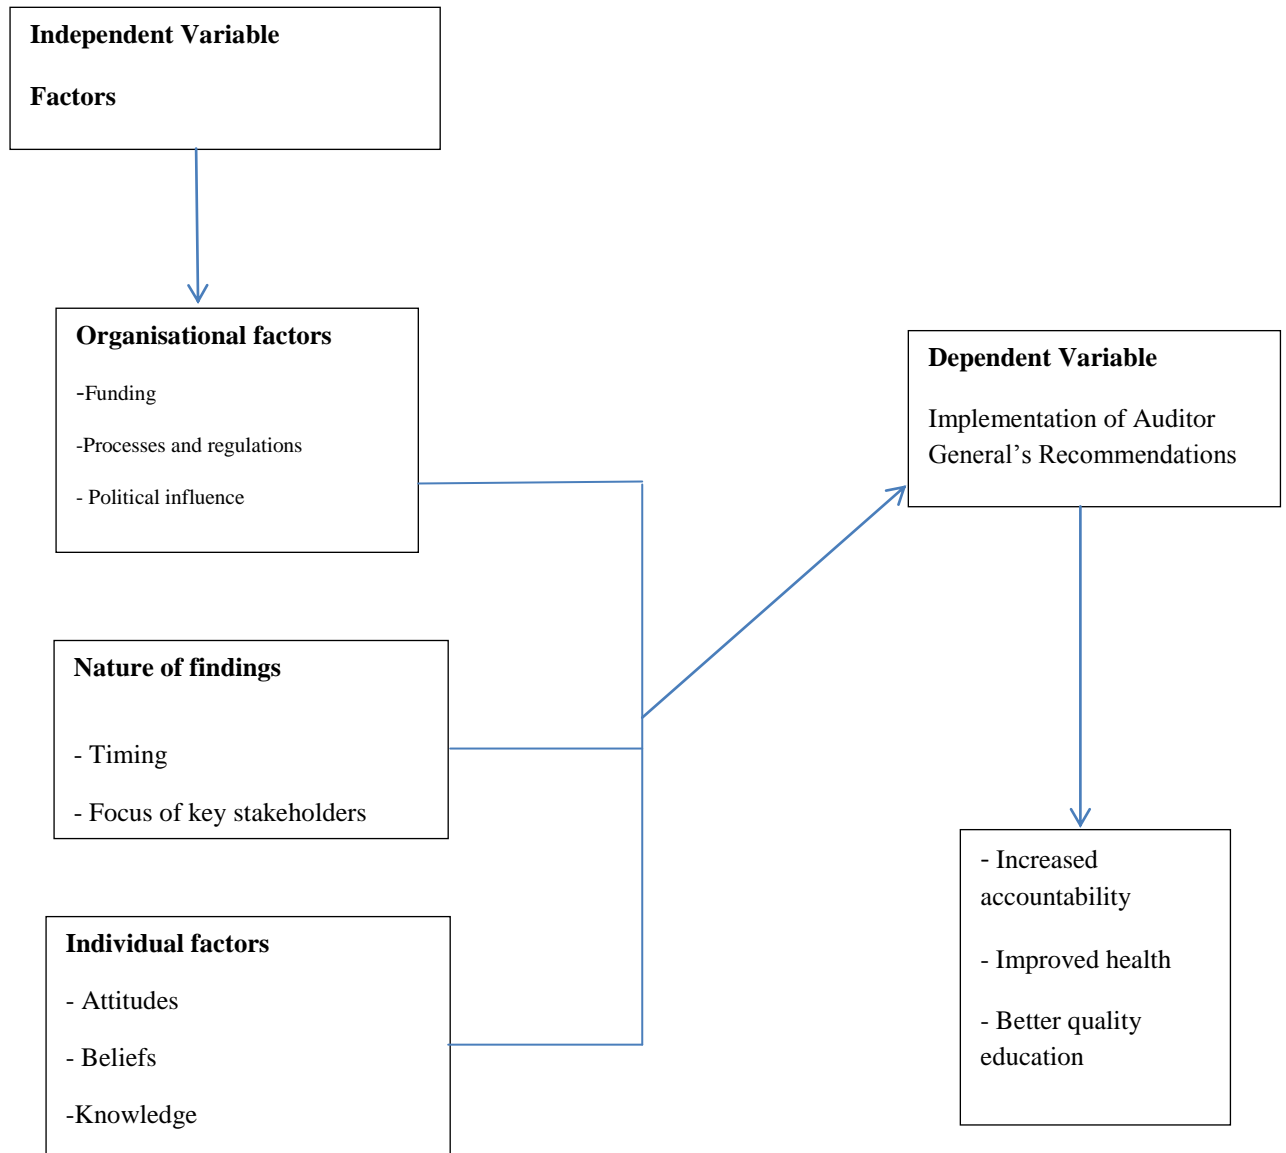 Independent Variable
Factors
Organisational factors
-Funding
-Processes and regulations
- Political influence
Nature of findings
- Timing
- Focus of key stakeholders
Individual factors
- Attitudes
- Beliefs
-Knowledge
Dependent Variable
Implementation of Auditor
General’s Recommendations
- Increased
accountability
- Improved health
- Better quality
education